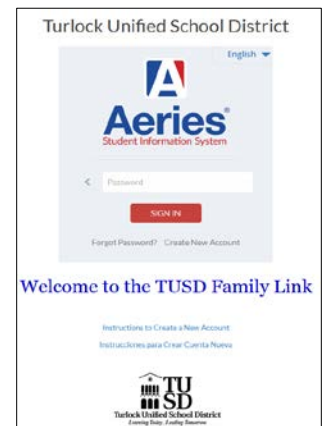 Turlock Unified School District
English
Aeries®
Student Information System
Password
SIGN IN
Forgot Password? Create New Account
Welcome to the TUSD Family Link
Instructions to Create a New Account
Instrucciones para Crear Cuenta Nueva
TU
SD
Turlock Unified School District
Learning Today, Leading Tomorrow